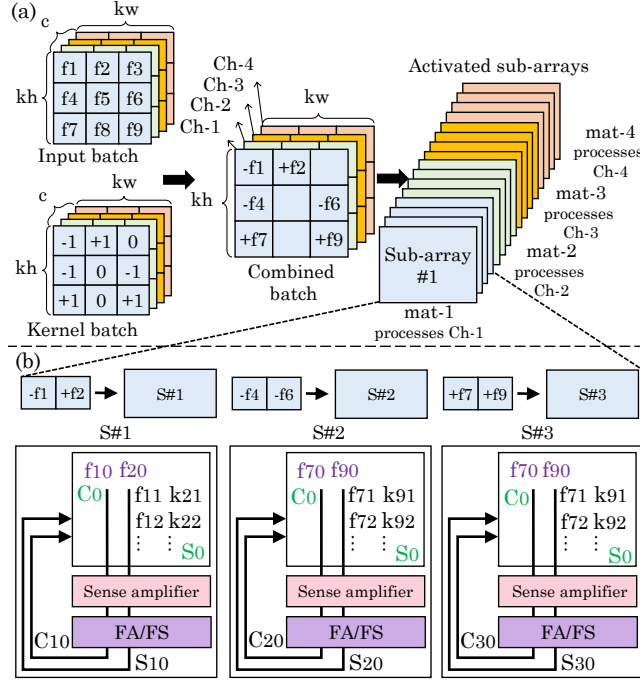 (a)
c
kw
kh
f1 f2 f3
f4 f5 f6
f7 f8 f9
Input batch
c
kw
kh
-1 +1 0
-1 0 -1
+1 0 +1
Kernel batch
Ch-4
Ch-3
Ch-2
Ch-1
kw
kh
-f1 +f2
-f4 -f6
+f7 +f9
Combined
batch
Activated sub-arrays
mat-4
processes
Ch-4
mat-3
processes
Ch-3
mat-2
processes
Ch-2
Sub-array
#1
mat-1
processes Ch-1
(b)
-f1 +f2 S#1
-f4 -f6 S#2
+f7 +f9 S#3
S#1
f10 f20
C0
f11 k21
f12 k22
⋮ ⋮
S0
Sense amplifier
FA/FS
C10
S10
S#2
f70 f90
C0
f71 k91
f72 k92
⋮ ⋮
S0
Sense amplifier
FA/FS
C20
S20
S#3
f70 f90
C0
f71 k91
f72 k92
⋮ ⋮
S0
Sense amplifier
FA/FS
C30
S30